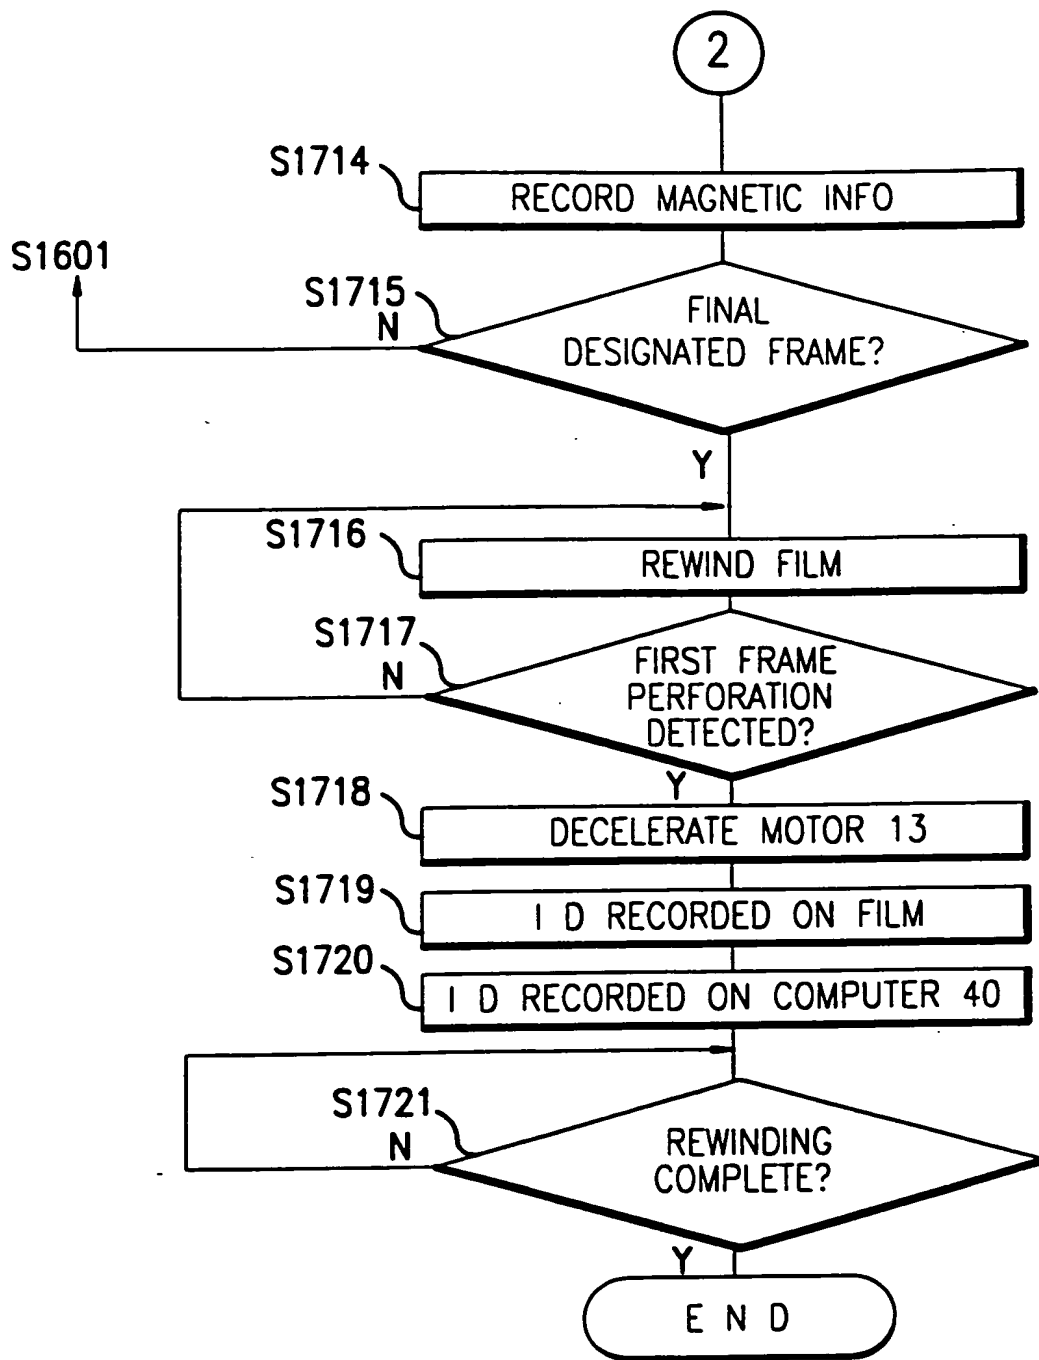 2
S1714
RECORD MAGNETIC INFO
S1601
S1715
N
FINAL
DESIGNATED FRAME?
Y
S1716
REWIND FILM
S1717
N
FIRST FRAME
PERFORATION
DETECTED?
Y
S1718
DECELERATE MOTOR 13
S1719
I D RECORDED ON FILM
S1720
I D RECORDED ON COMPUTER 40
S1721
N
REWINDING
COMPLETE?
Y
E N D